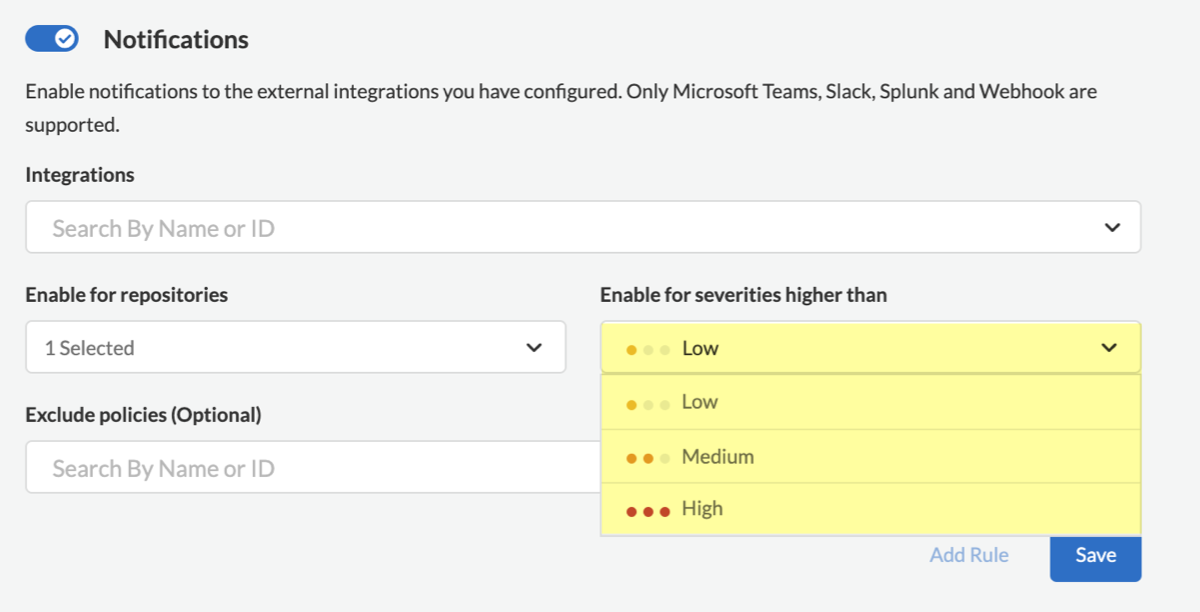 Notifications
Enable notifications to the external integrations you have configured. Only Microsoft Teams, Slack, Splunk and Webhook are
supported.
Integrations
Search By Name or ID
Enable for repositories
1 Selected
Enable for severities higher than
Low
Low
Medium
High
Exclude policies (Optional)
Search By Name or ID
Add Rule
Save